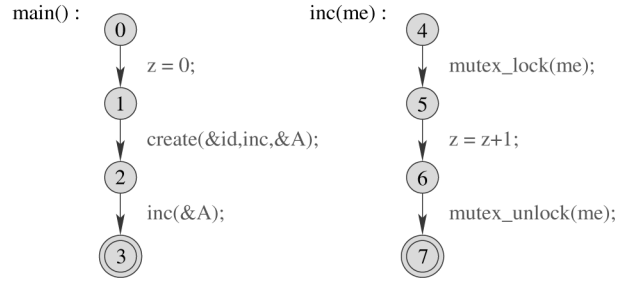 main() :
0
z = 0;
1
create(&id,inc,&A);
2
inc(&A);
3
inc(me) :
4
mutex_lock(me);
5
z = z+1;
6
mutex_unlock(me);
7